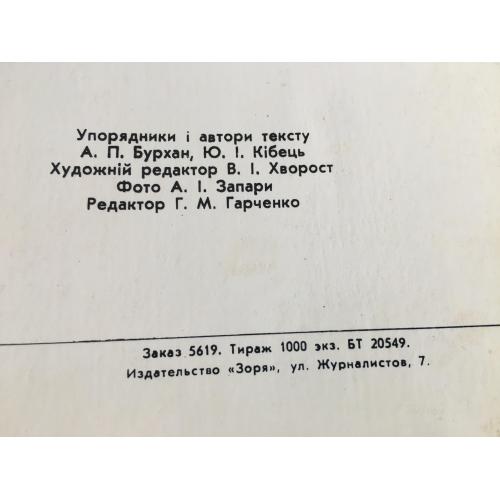 Упорядники і автори тексту
А. П. Бурхан, Ю. І. Кібець
Художній редактор В. І. Хворост
Фото А. І. Запари
Редактор Г. М. Гарченко
Заказ 5619. Тираж 1000 экз. БТ 20549.
Издательство «Зоря», ул. Журналистов, 7.